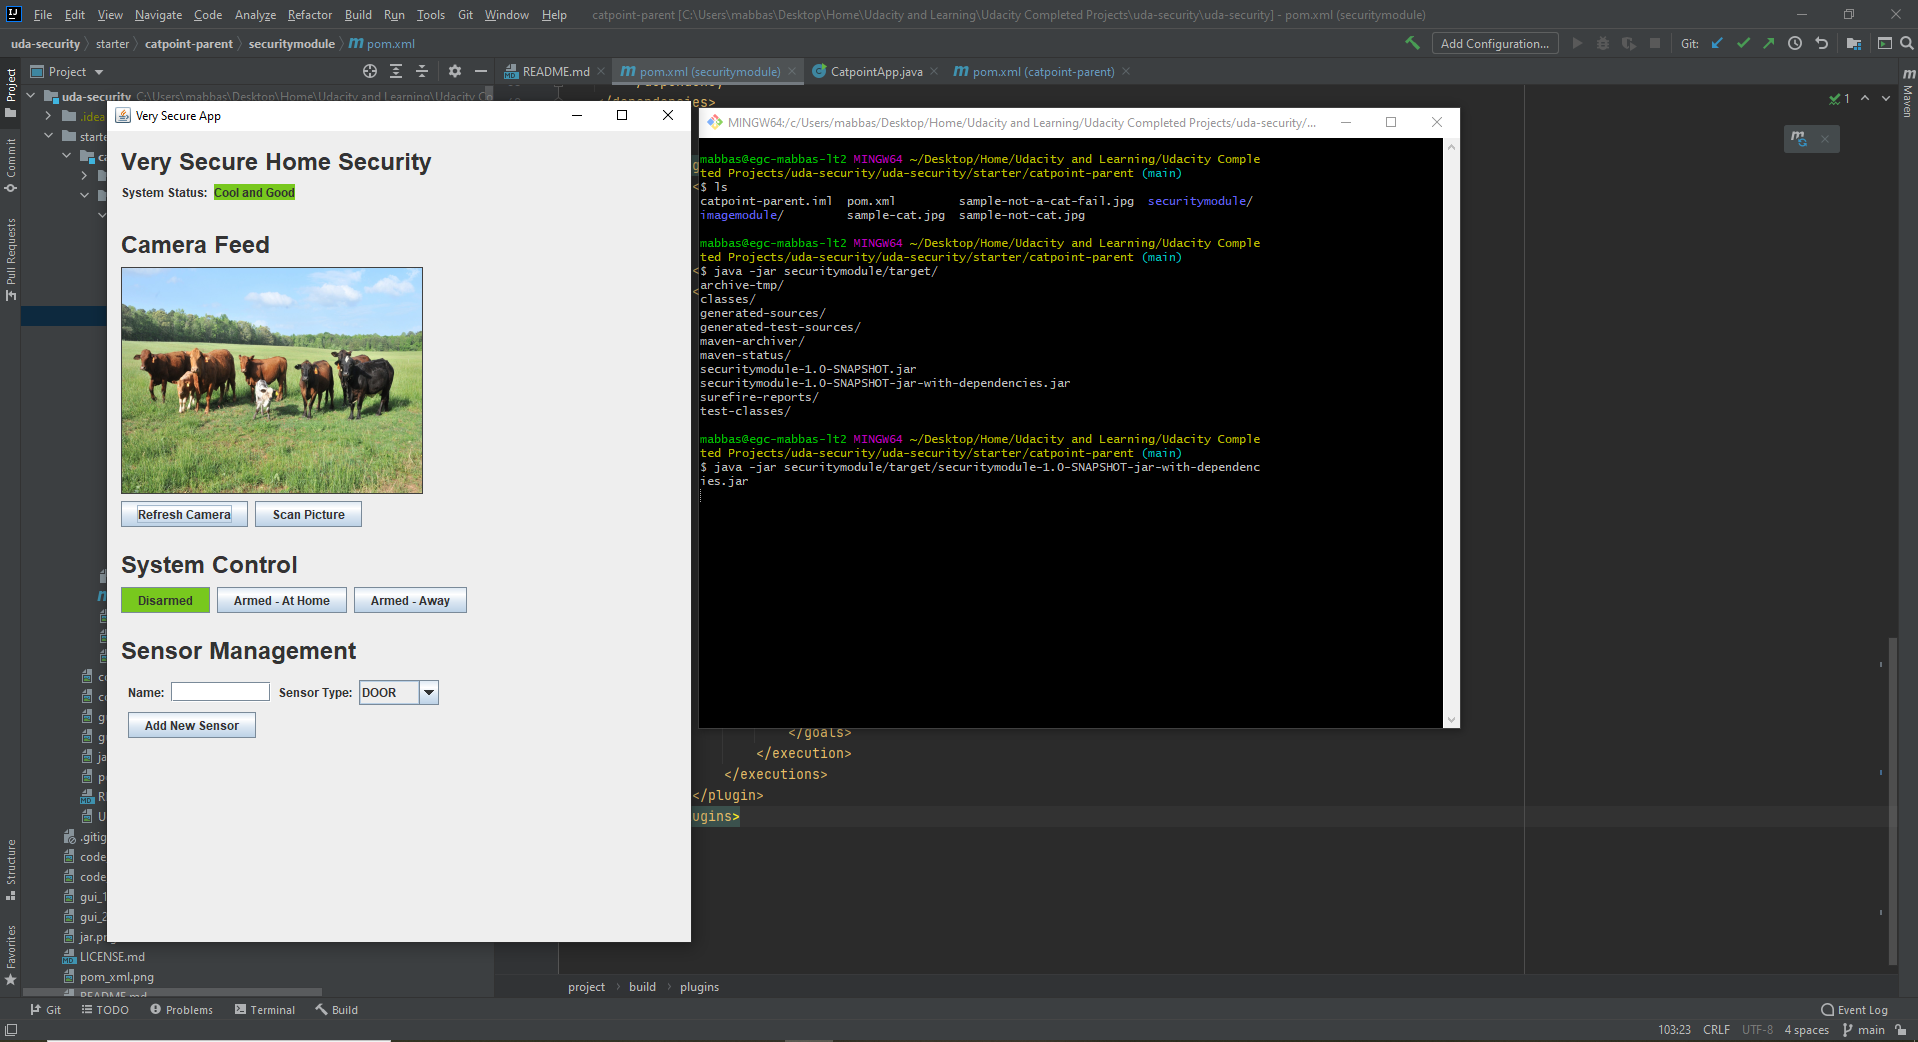 File Edit View Navigate Code Analyze Refactor Build Run Tools Git Window Help catpoint-parent [C:\Users\mabbas\Desktop\Home\Udacity and Learning\Udacity Completed Projects\uda-security\uda-security] - pom.xml (securitymodule)
uda-security starter catpoint-parent securitymodule pom.xml Add Configuration... Git:
Project
README.md pom.xml (securitymodule) CatpointApp.java pom.xml (catpoint-parent)
Project
Commit
Pull Requests
Structure
Favorites
Maven
uda-security C:\Users\mabbas\Desktop\Home\Udacity and Learning\Udacity Co
.idea
starte
.gitig
code
code
gui_1
gui_2
jar.pn
LICENSE.md
pom_xml.png
README.md
Very Secure App
Very Secure Home Security
System Status: Cool and Good
Camera Feed
Refresh Camera Scan Picture
System Control
Disarmed Armed - At Home Armed - Away
Sensor Management
Name: Sensor Type: DOOR
Add New Sensor
MINGW64:/c/Users/mabbas/Desktop/Home/Udacity and Learning/Udacity Completed Projects/uda-security/...
mabbas@egc-mabbas-lt2 MINGW64 ~/Desktop/Home/Udacity and Learning/Udacity Comple
ted Projects/uda-security/uda-security/starter/catpoint-parent (main)
$ ls
catpoint-parent.iml pom.xml sample-not-a-cat-fail.jpg securitymodule/
imagemodule/ sample-cat.jpg sample-not-cat.jpg
mabbas@egc-mabbas-lt2 MINGW64 ~/Desktop/Home/Udacity and Learning/Udacity Comple
ted Projects/uda-security/uda-security/starter/catpoint-parent (main)
$ java -jar securitymodule/target/
archive-tmp/
classes/
generated-sources/
generated-test-sources/
maven-archiver/
maven-status/
securitymodule-1.0-SNAPSHOT.jar
securitymodule-1.0-SNAPSHOT-jar-with-dependencies.jar
surefire-reports/
test-classes/
mabbas@egc-mabbas-lt2 MINGW64 ~/Desktop/Home/Udacity and Learning/Udacity Comple
ted Projects/uda-security/uda-security/starter/catpoint-parent (main)
$ java -jar securitymodule/target/securitymodule-1.0-SNAPSHOT-jar-with-dependenc
ies.jar
1
</goals>
</execution>
</executions>
</plugin>
ugins>
project build plugins
Git TODO Problems Terminal Build Event Log
103:23 CRLF UTF-8 4 spaces main